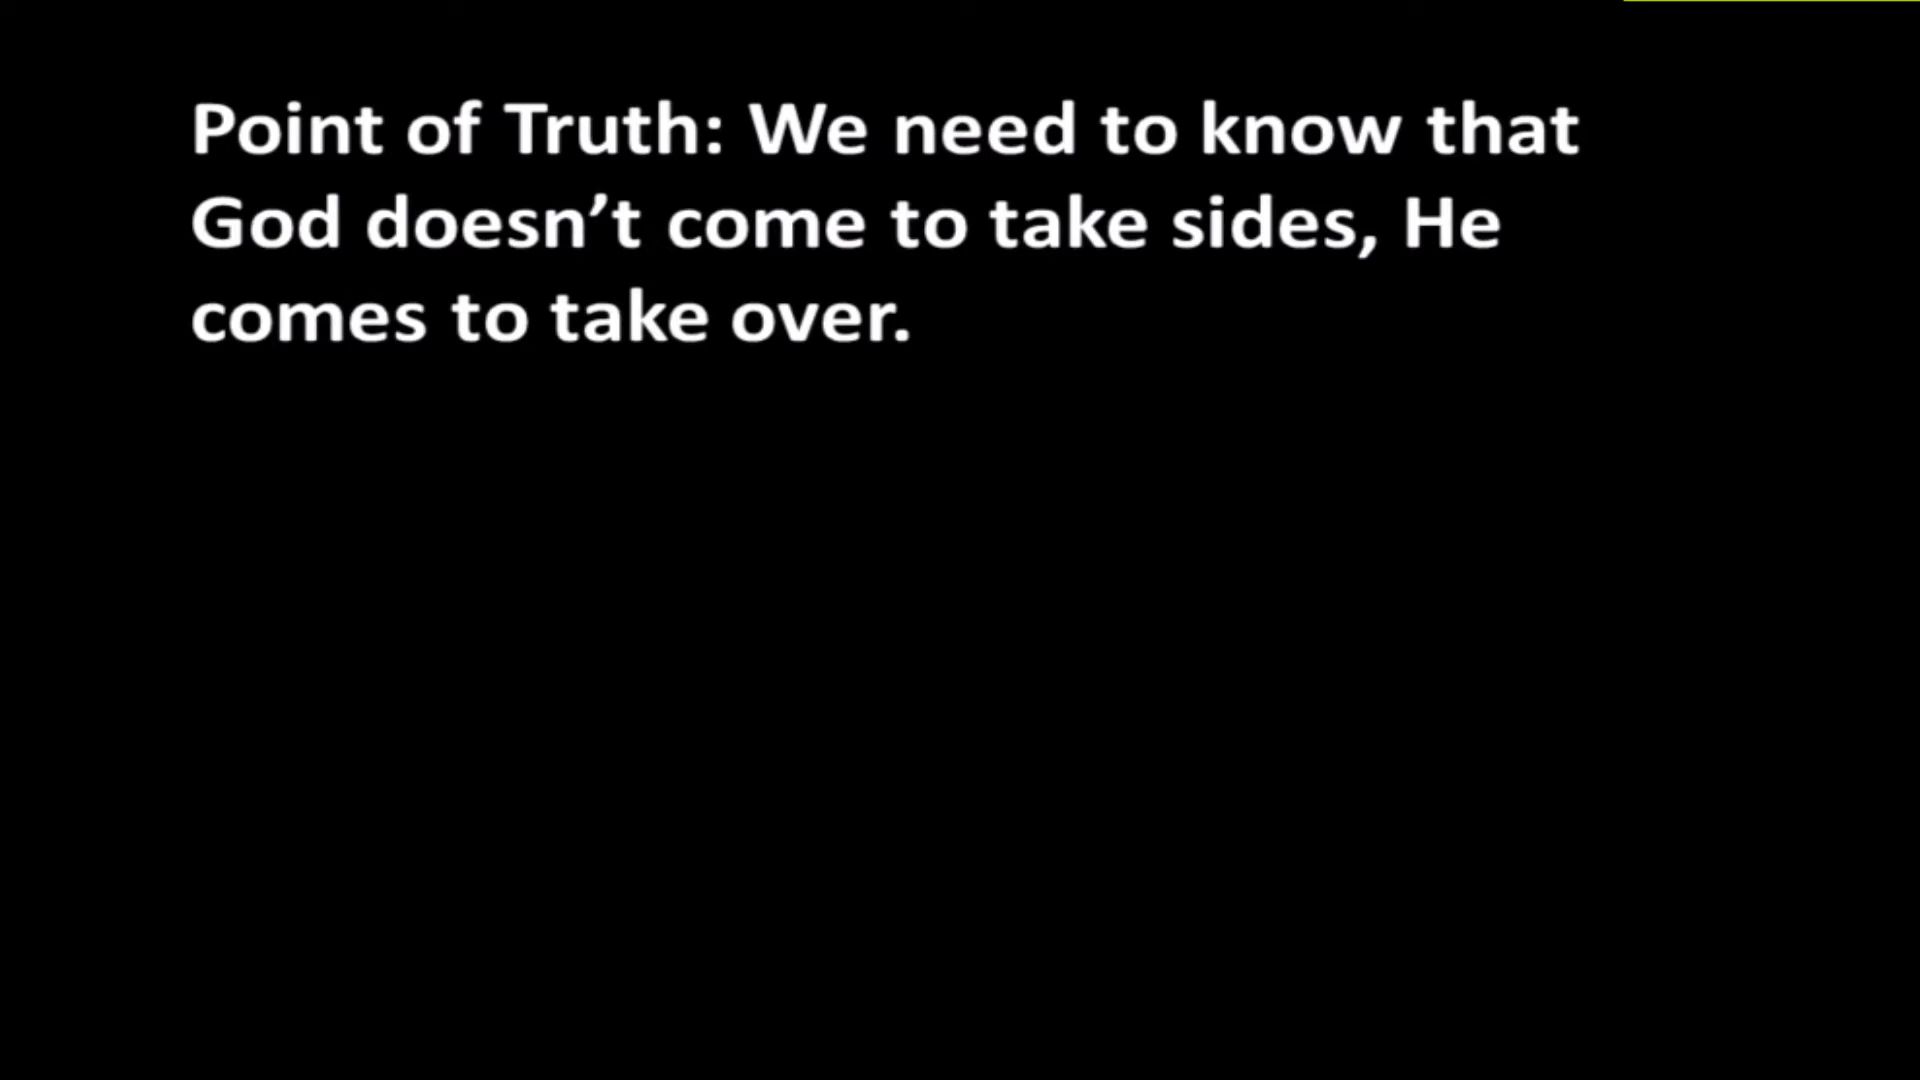 Point of Truth: We need to know that
God doesn’t come to take sides, He
comes to take over.